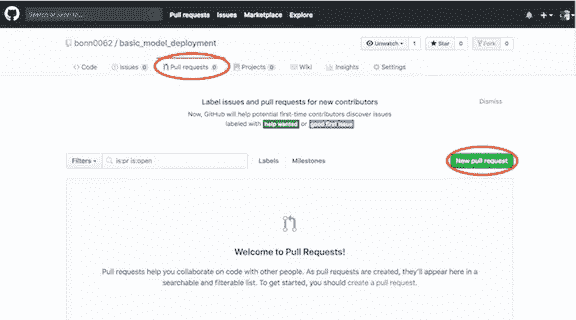 Search or jump to...
/
Pull requests Issues Marketplace Explore
bonn0062 / basic_model_deployment
Unwatch 1 Star 0 Fork 0
Code Issues 0 Pull requests 0 Projects 0 Wiki Insights Settings
Label issues and pull requests for new contributors
Dismiss
Now, GitHub will help potential first-time contributors discover issues
labeled with help wanted or good first issue
Filters is:pr is:open Labels Milestones New pull request
Welcome to Pull Requests!
Pull requests help you collaborate on code with other people. As pull requests are created, they'll appear here in a
searchable and filterable list. To get started, you should create a pull request.